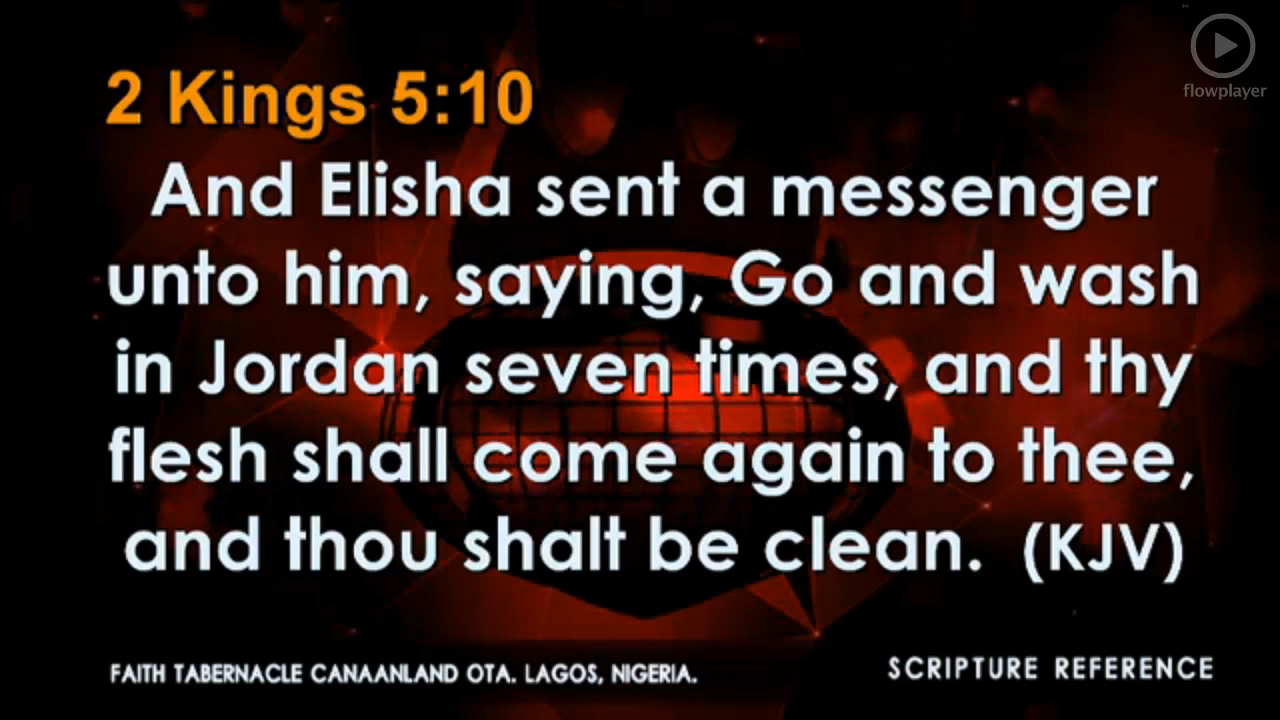 flowplayer
2 Kings 5:10
And Elisha sent a messenger
unto him, saying, Go and wash
in Jordan seven times, and thy
flesh shall come again to thee,
and thou shalt be clean. (KJV)
FAITH TABERNACLE CANAANLAND OTA. LAGOS, NIGERIA.
SCRIPTURE REFERENCE